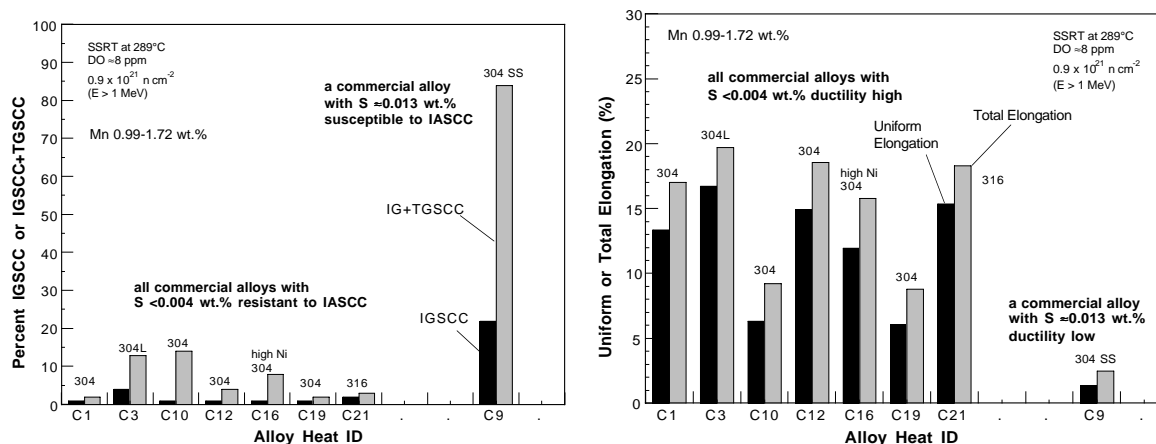 100
90
80
70
60
50
40
30
20
10
0
Percent IGSCC or IGSCC+TGSCC
SSRT at 289°C
DO ≈8 ppm
0.9 x 10²¹ n cm⁻²
(E > 1 MeV)
Mn 0.99-1.72 wt.%
a commercial alloy
with S ≈0.013 wt.%
susceptible to IASCC
304 SS
IG+TGSCC
all commercial alloys with
S <0.004 wt.% resistant to IASCC
IGSCC
304
304L
304
304
high Ni
304
304
316
C1 C3 C10 C12 C16 C19 C21 . . C9 .
Alloy Heat ID
30
25
20
15
10
5
0
Uniform or Total Elongation (%)
Mn 0.99-1.72 wt.%
SSRT at 289°C
DO ≈8 ppm
0.9 x 10²¹ n cm⁻²
(E > 1 MeV)
all commercial alloys with
S <0.004 wt.% ductility high
Uniform
Elongation
Total Elongation
304
304L
304
304
high Ni
304
304
316
a commercial alloy
with S ≈0.013 wt.%
ductility low
304 SS
C1 C3 C10 C12 C16 C19 C21 . . C9 .
Alloy Heat ID